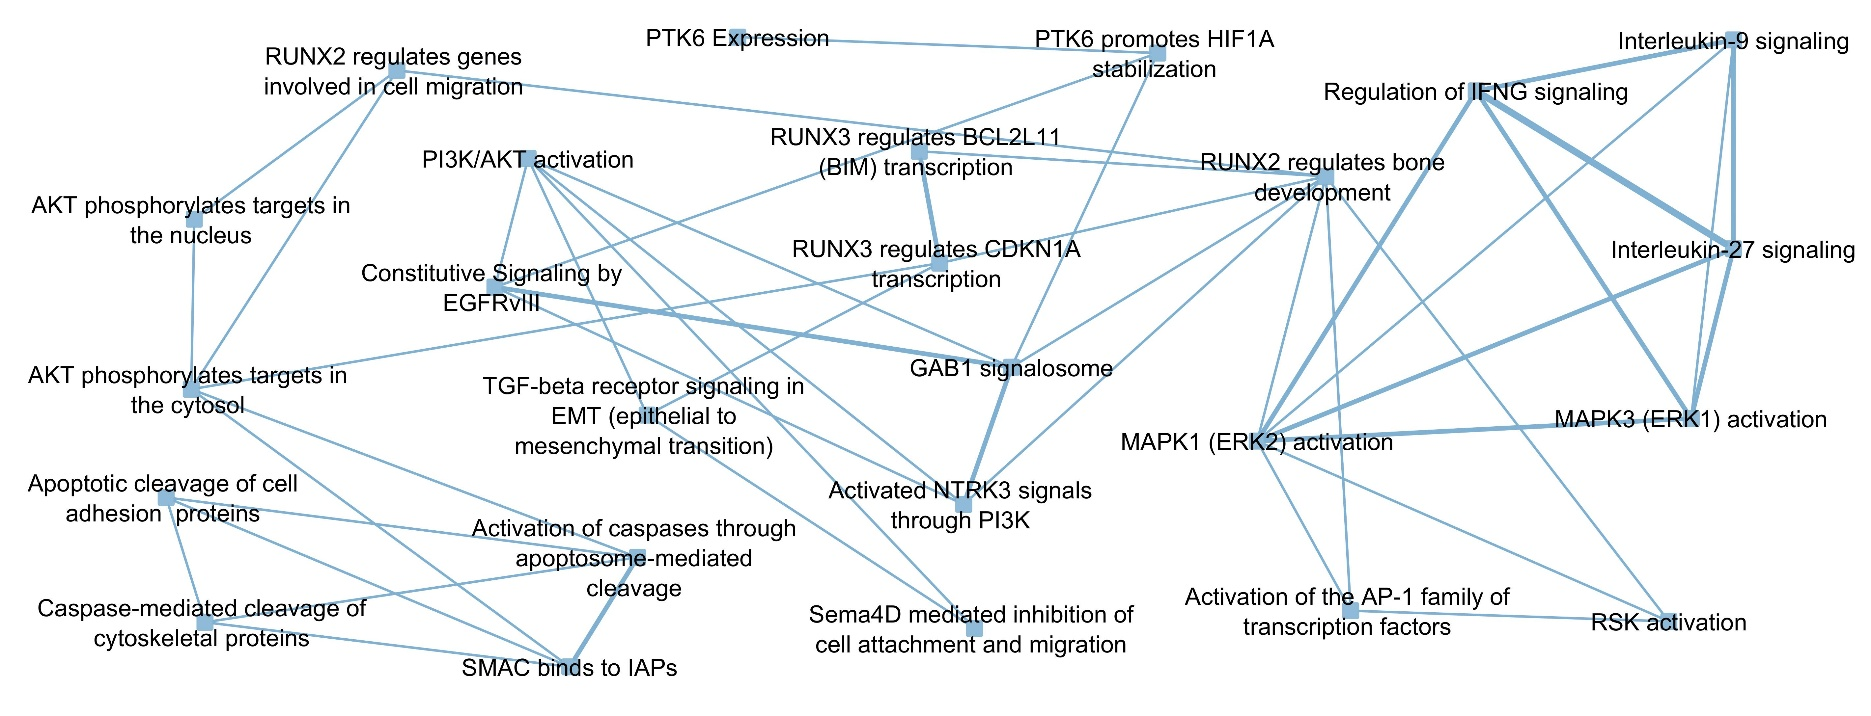 PTK6 Expression
PTK6 promotes HIF1A
stabilization
Interleukin-9 signaling
RUNX2 regulates genes
involved in cell migration
Regulation of IFNG signaling
RUNX3 regulates BCL2L11
(BIM) transcription
PI3K/AKT activation
RUNX2 regulates bone
development
AKT phosphorylates targets in
the nucleus
RUNX3 regulates CDKN1A
transcription
Interleukin-27 signaling
Constitutive Signaling by
EGFRvIII
GAB1 signalosome
AKT phosphorylates targets in
the cytosol
TGF-beta receptor signaling in
EMT (epithelial to
mesenchymal transition)
MAPK3 (ERK1) activation
MAPK1 (ERK2) activation
Apoptotic cleavage of cell
adhesion  proteins
Activated NTRK3 signals
through PI3K
Activation of caspases through
apoptosome-mediated
cleavage
Caspase-mediated cleavage of
cytoskeletal proteins
Sema4D mediated inhibition of
cell attachment and migration
Activation of the AP-1 family of
transcription factors
RSK activation
SMAC binds to IAPs